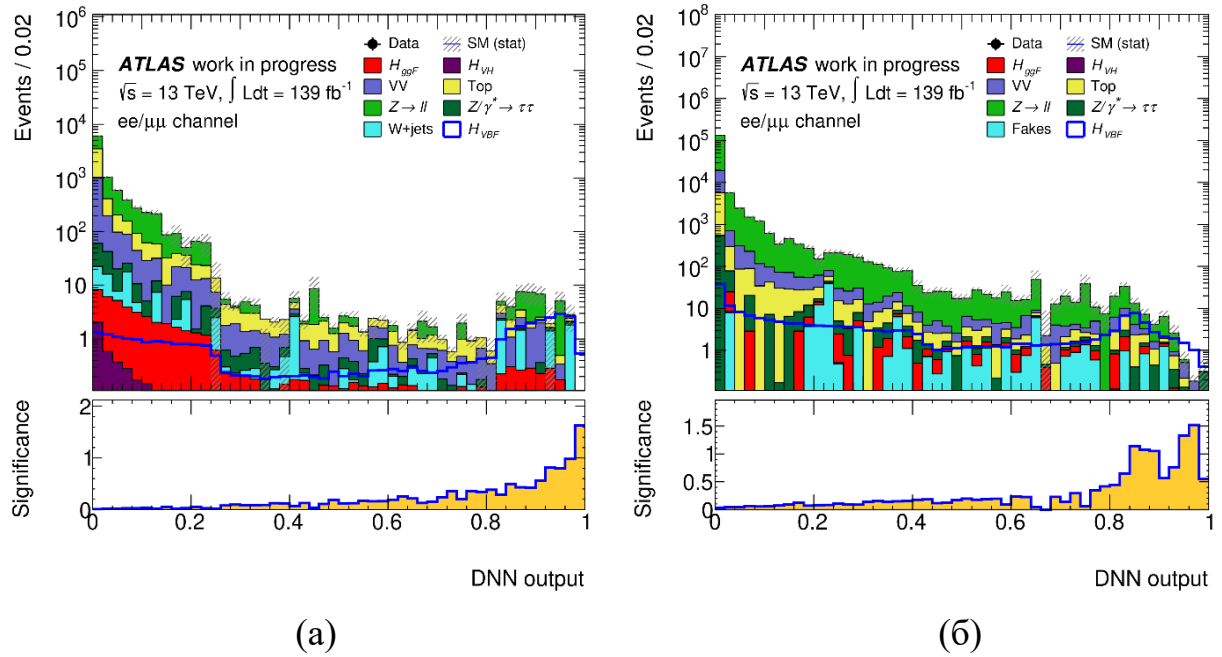 Events / 0.02
10⁶
10⁵
10⁴
10³
10²
10
1
ATLAS work in progress
√s = 13 TeV, ∫ Ldt = 139 fb⁻¹
ee/μμ channel
Data
SM (stat)
H_ggF
H_VH
VV
Top
Z → ll
Z/γ* → ττ
W+jets
H_VBF
Significance
2
1
0
0 0.2 0.4 0.6 0.8 1
DNN output
(а)
Events / 0.02
10⁸
10⁷
10⁶
10⁵
10⁴
10³
10²
10
1
ATLAS work in progress
√s = 13 TeV, ∫ Ldt = 139 fb⁻¹
ee/μμ channel
Data
SM (stat)
H_ggF
H_VH
VV
Top
Z → ll
Z/γ* → ττ
Fakes
H_VBF
Significance
1.5
1
0.5
0
0 0.2 0.4 0.6 0.8 1
DNN output
(б)